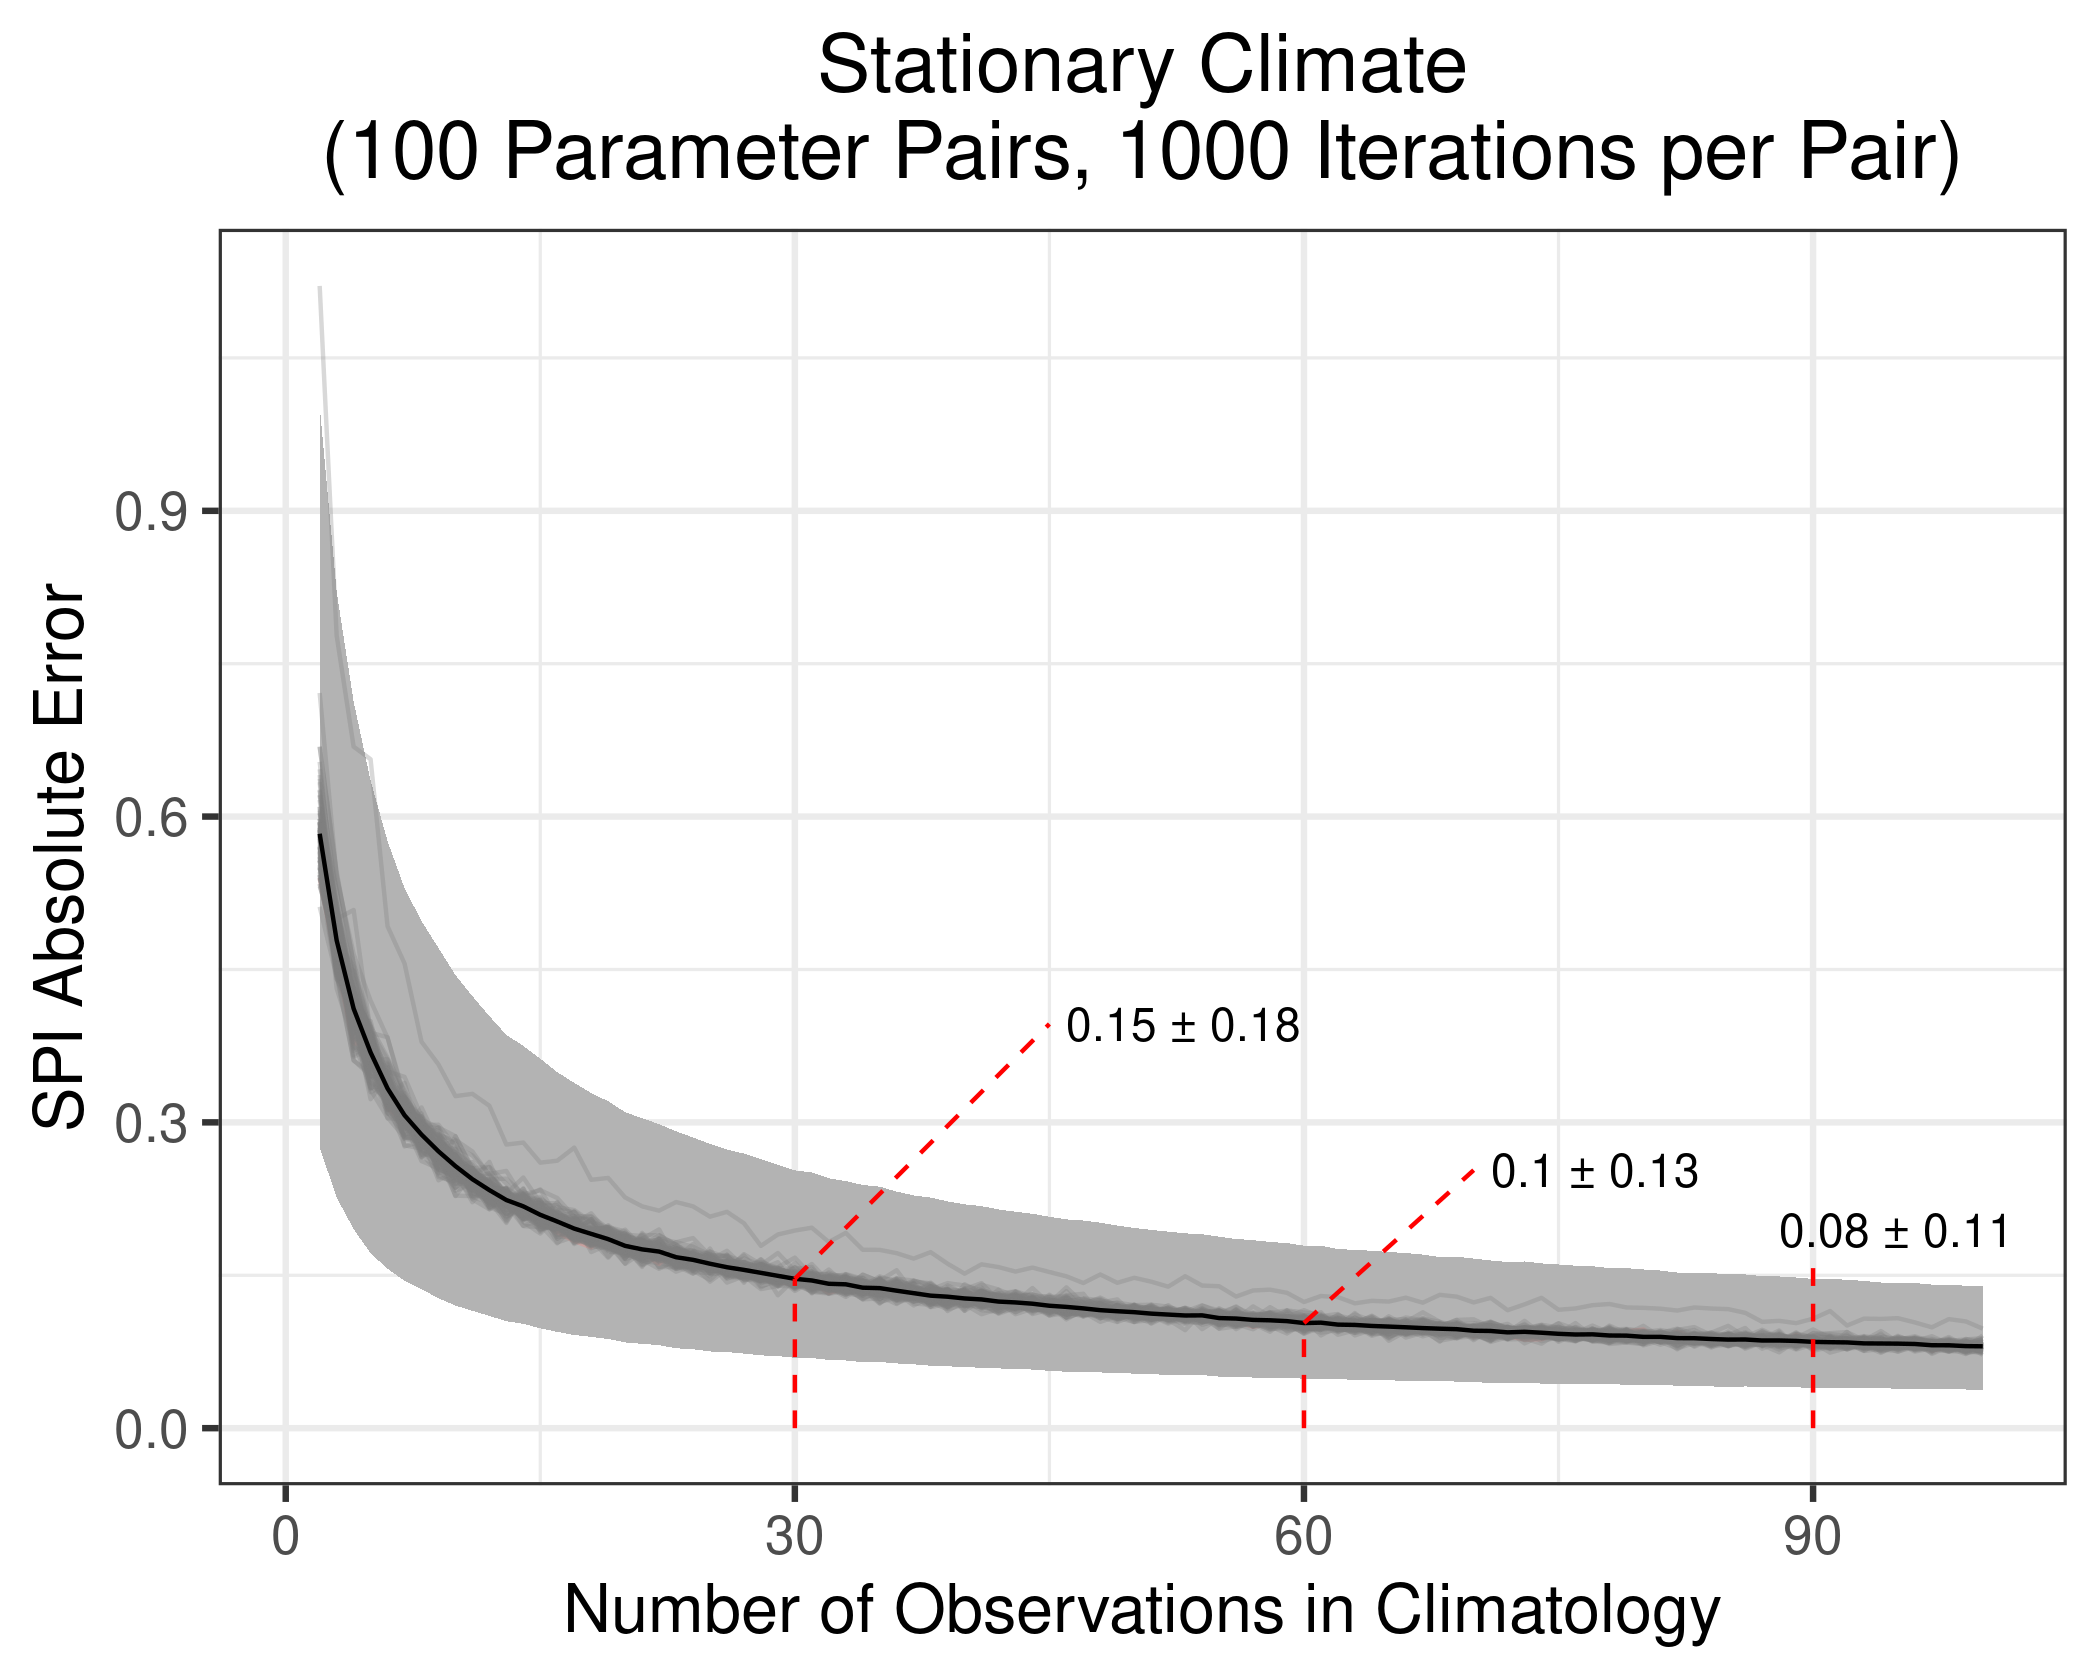 Stationary Climate
(100 Parameter Pairs, 1000 Iterations per Pair)
SPI Absolute Error
0.9
0.6
0.3
0.0
0.15 ± 0.18
0.1 ± 0.13
0.08 ± 0.11
0 30 60 90
Number of Observations in Climatology